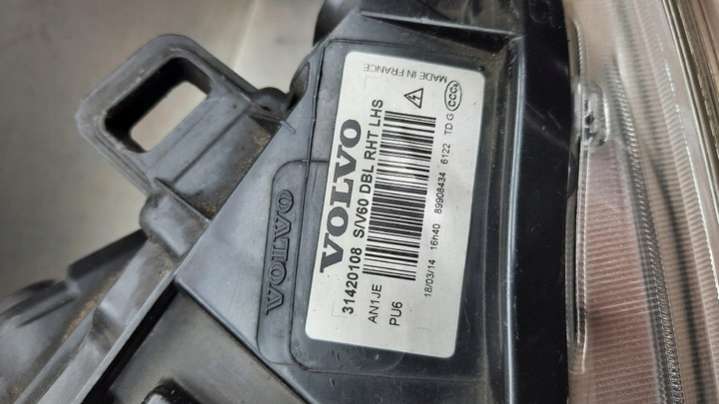 VOLVO
VOLVO
31420108 S/V60 DBL RHT LHS
AN1JE
PU6
18/03/14 16h40 89908434 6122 TD G
CCC
MADE IN FRANCE